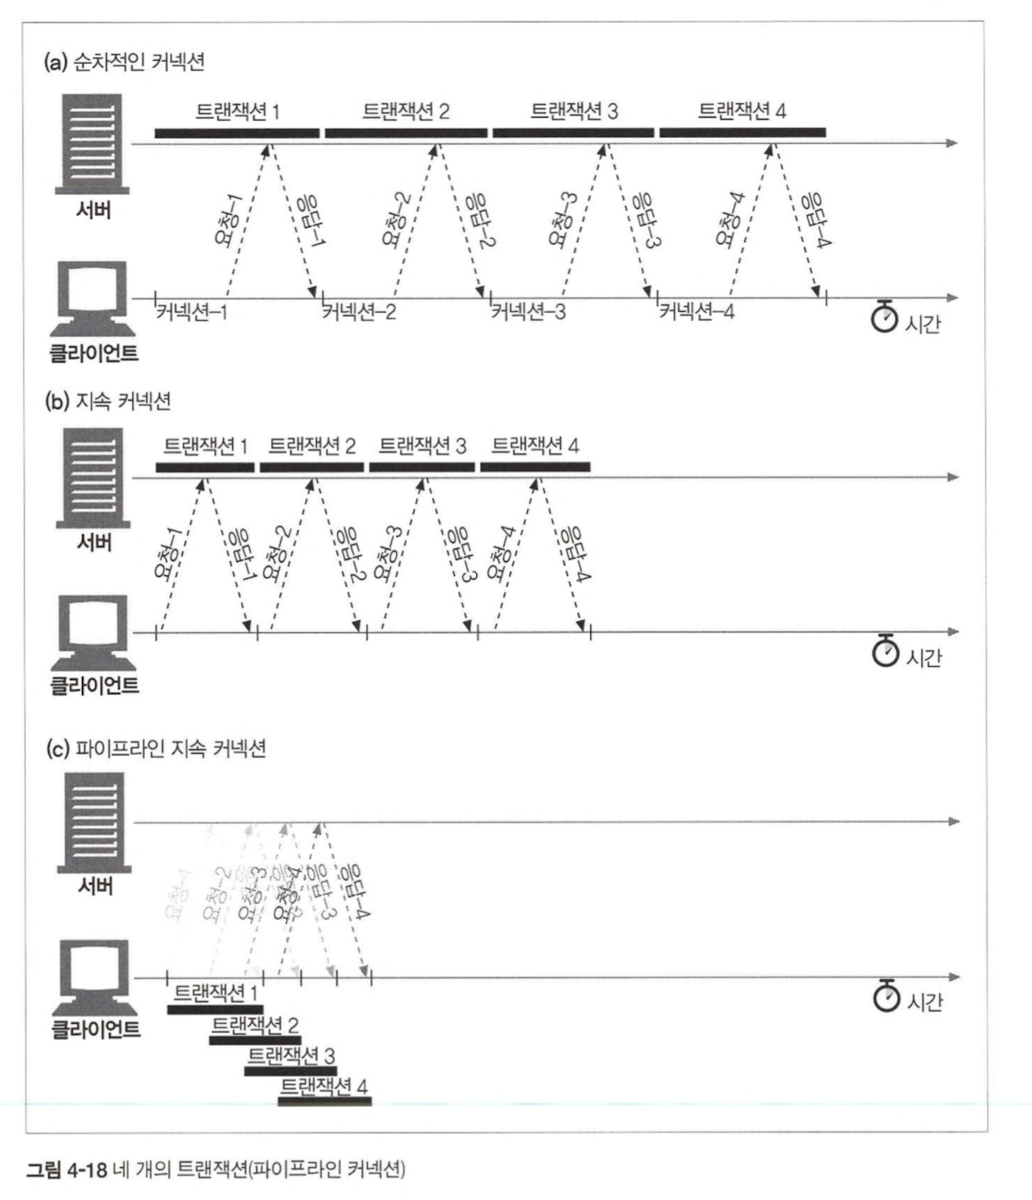 (a) 순차적인 커넥션
트랜잭션 1 트랜잭션 2 트랜잭션 3 트랜잭션 4
서버
요청-1 응답-1 요청-2 응답-2 요청-3 응답-3 요청-4 응답-4
커넥션-1 커넥션-2 커넥션-3 커넥션-4
시간
클라이언트
(b) 지속 커넥션
트랜잭션 1 트랜잭션 2 트랜잭션 3 트랜잭션 4
서버
요청-1 응답-1 요청-2 응답-2 요청-3 응답-3 요청-4 응답-4
시간
클라이언트
(c) 파이프라인 지속 커넥션
서버
요청-1 요청-2 요청-3 요청-4 응답-3 응답-4
시간
클라이언트
트랜잭션 1
트랜잭션 2
트랜잭션 3
트랜잭션 4
그림 4-18 네 개의 트랜잭션(파이프라인 커넥션)